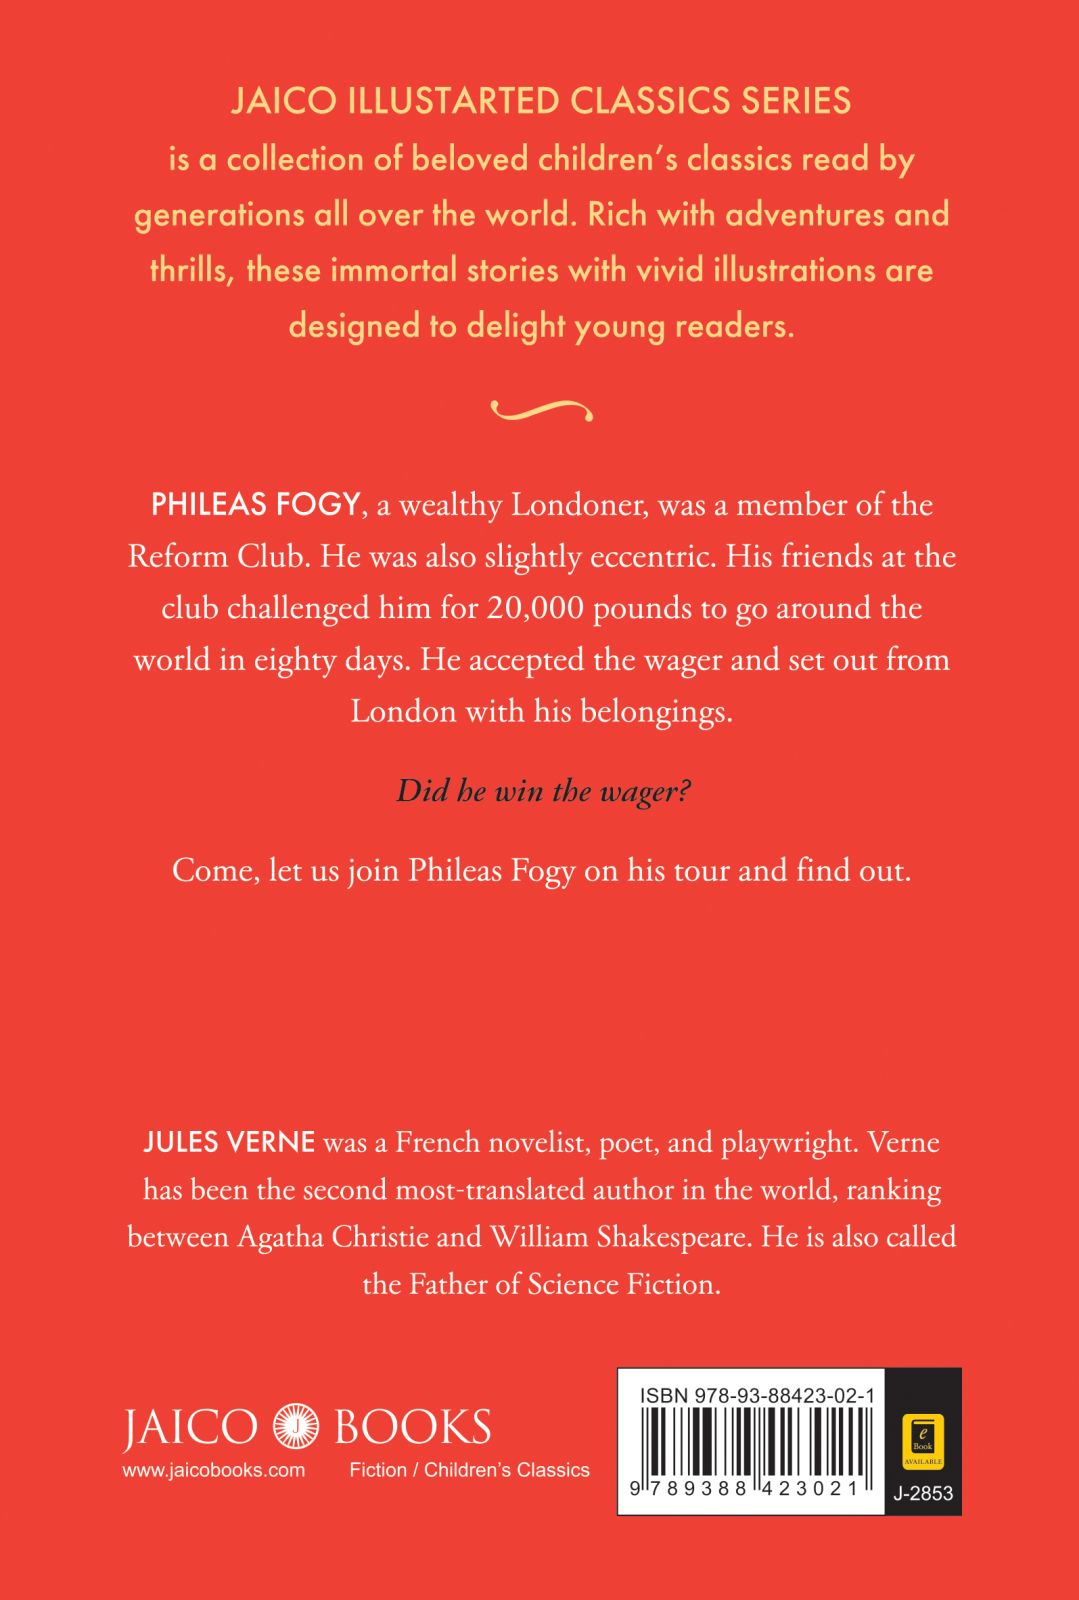 JAICO ILLUSTARTED CLASSICS SERIES
is a collection of beloved children’s classics read by
generations all over the world. Rich with adventures and
thrills, these immortal stories with vivid illustrations are
designed to delight young readers.
PHILEAS FOGY, a wealthy Londoner, was a member of the
Reform Club. He was also slightly eccentric. His friends at the
club challenged him for 20,000 pounds to go around the
world in eighty days. He accepted the wager and set out from
London with his belongings.
Did he win the wager?
Come, let us join Phileas Fogy on his tour and find out.
JULES VERNE was a French novelist, poet, and playwright. Verne
has been the second most-translated author in the world, ranking
between Agatha Christie and William Shakespeare. He is also called
the Father of Science Fiction.
JAICO J BOOKS
www.jaicobooks.com Fiction / Children’s Classics
ISBN 978-93-88423-02-1
9 789388 423021
e
Book
AVAILABLE
J-2853